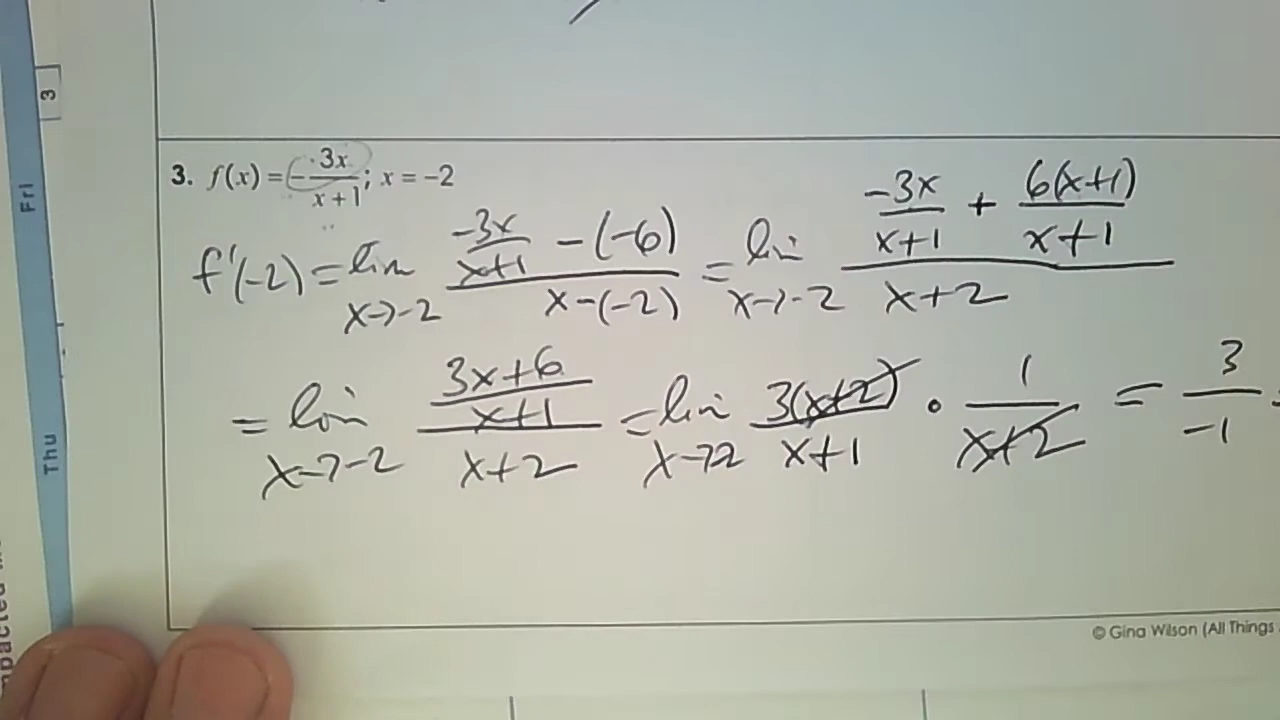 3
Fri
Thu
3. f(x) = -3x/(x + 1); x = -2
f'(-2) = lim x→-2 (-3x/(x+1) - (-6))/(x-(-2)) = lim x→-2 (-3x/(x+1) + 6(x+1)/(x+1))/(x+2)
= lim x→-2 ((3x+6)/(x+1))/(x+2) = lim x→2 3(x+2)/(x+1) · 1/(x+2) = 3/-1
© Gina Wilson (All Things